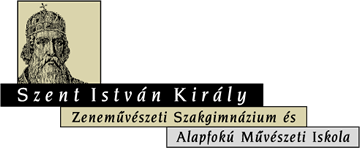 Szent István Király
Zeneművészeti Szakgimnázium és
Alapfokú Művészeti Iskola